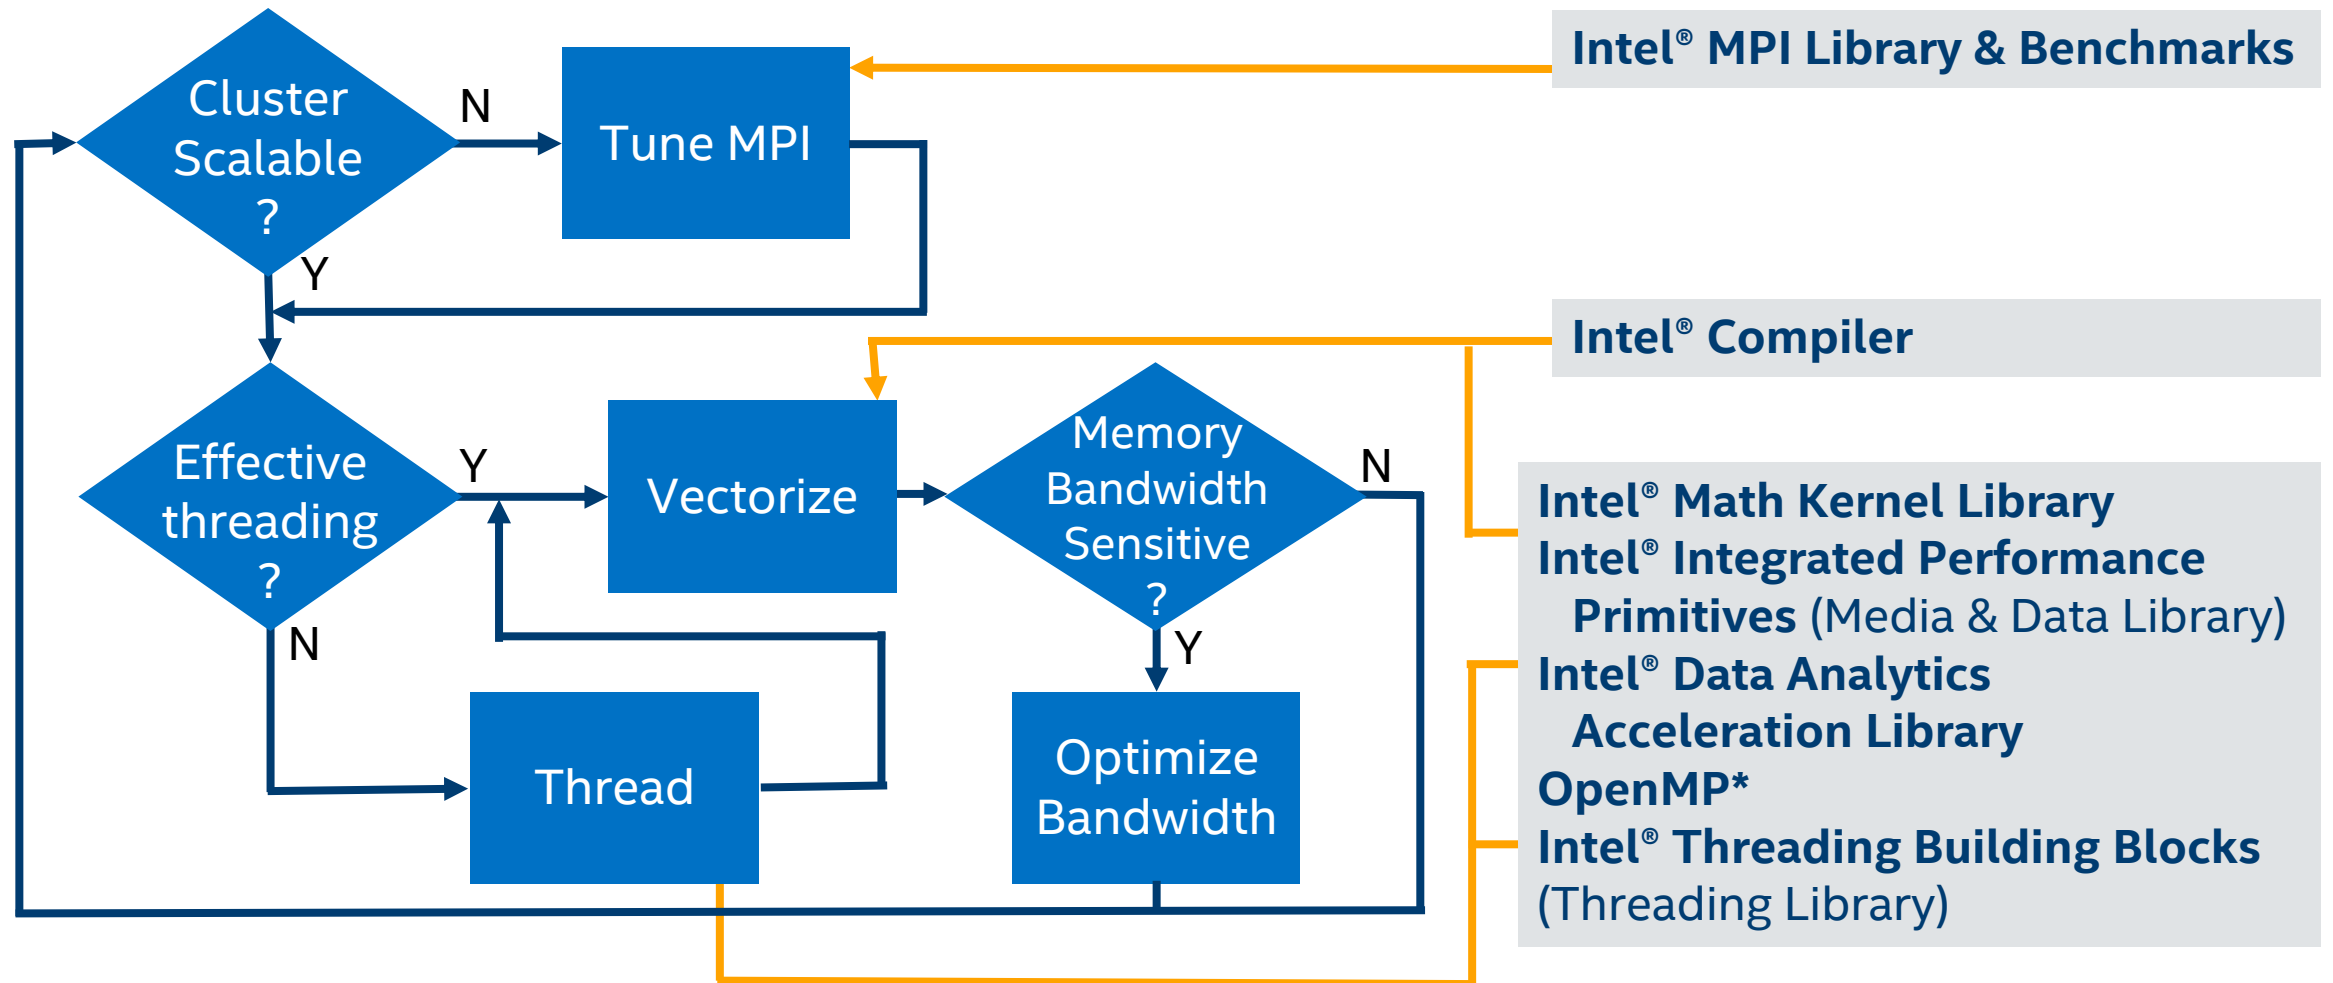 Cluster
Scalable
?
N
Tune MPI
Intel® MPI Library & Benchmarks
Y
Intel® Compiler
Effective
threading
?
Y
Vectorize
Memory
Bandwidth
Sensitive
?
N
N
Y
Thread
Optimize
Bandwidth
Intel® Math Kernel Library
Intel® Integrated Performance
Primitives (Media & Data Library)
Intel® Data Analytics
Acceleration Library
OpenMP*
Intel® Threading Building Blocks
(Threading Library)